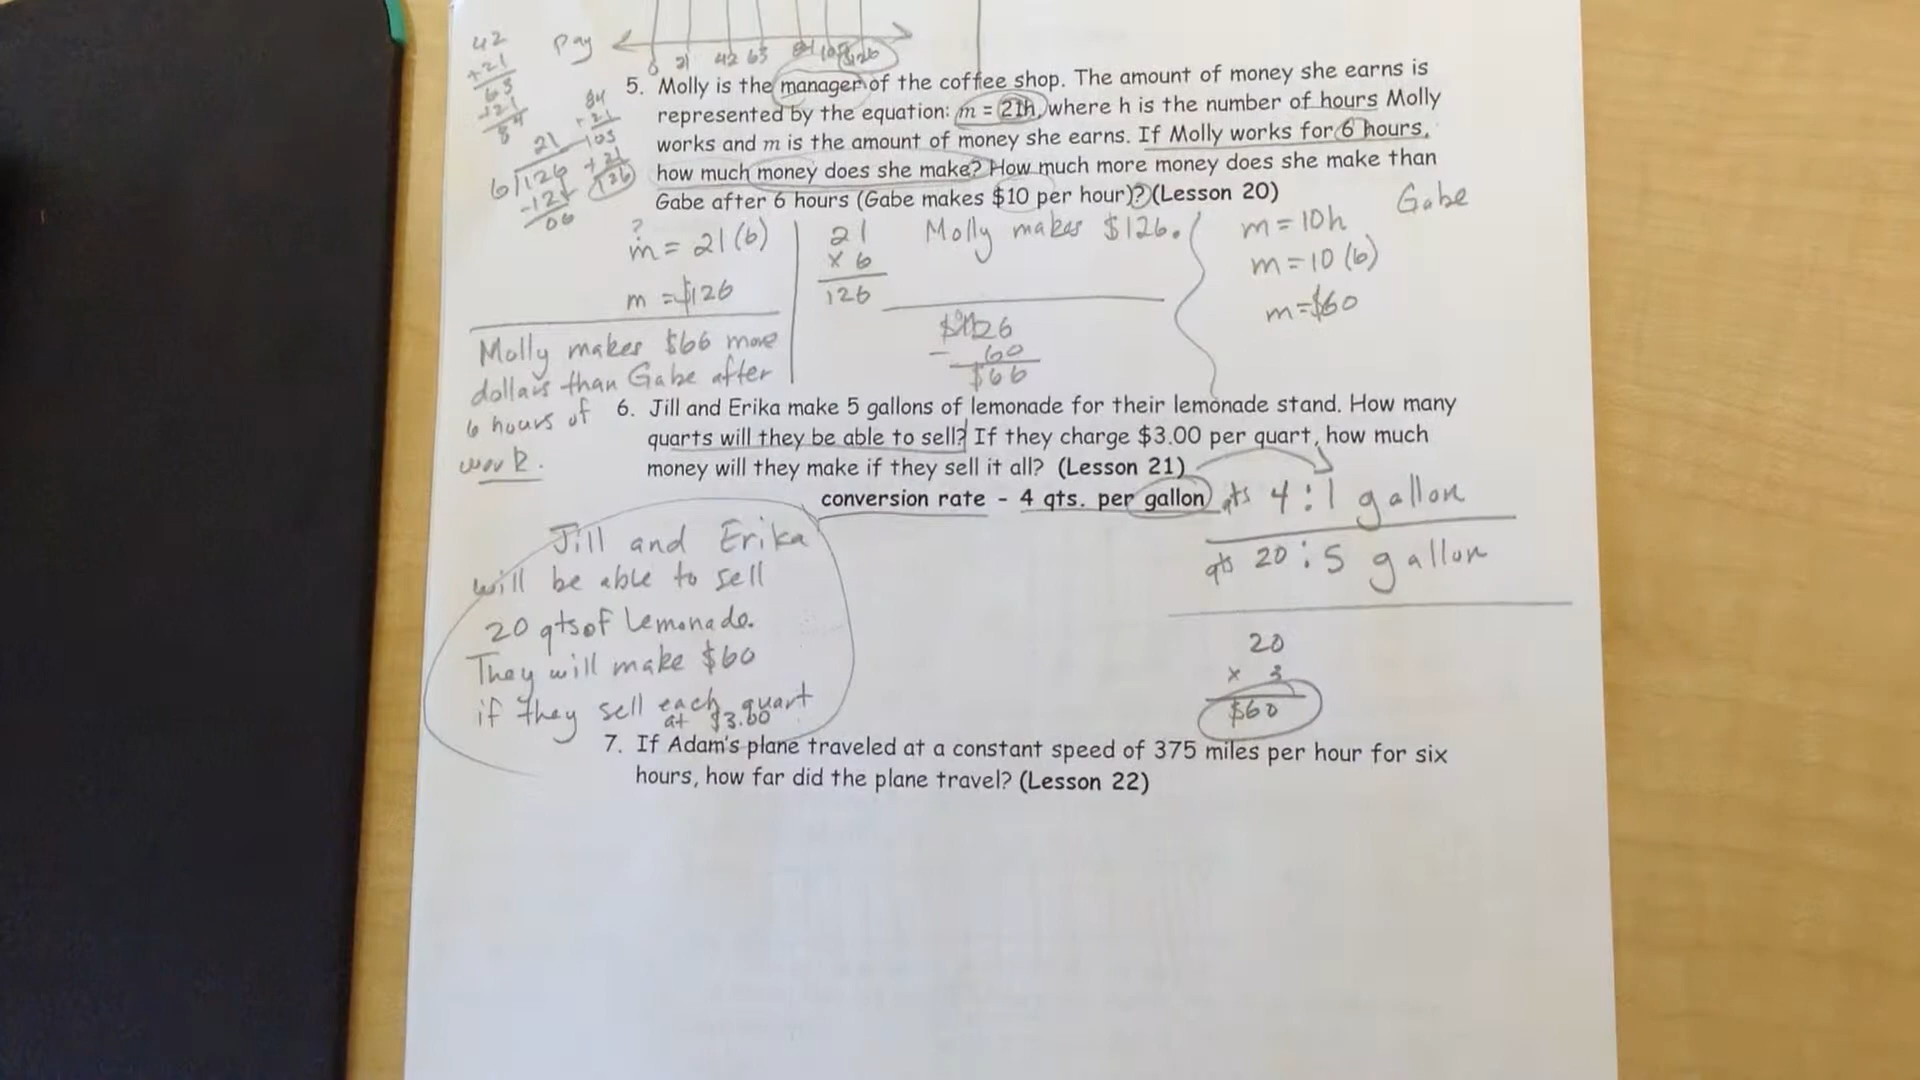 42
+21
63
+21
84
Pay
0 21 42 63 84 105 $126
84
+21
105
+21
126
21
6)126
-12↓
06
5. Molly is the manager of the coffee shop. The amount of money she earns is
represented by the equation: m = 21h, where h is the number of hours Molly
works and m is the amount of money she earns. If Molly works for 6 hours,
how much money does she make? How much more money does she make than
Gabe after 6 hours (Gabe makes $10 per hour)? (Lesson 20)
?
m = 21(6)
m = $126
21
x 6
126
Molly makes $126.
$126
- 60
$66
Gabe
m = 10h
m = 10(6)
m = $60
Molly makes $66 more
dollars than Gabe after
6 hours of
work.
6. Jill and Erika make 5 gallons of lemonade for their lemonade stand. How many
quarts will they be able to sell? If they charge $3.00 per quart, how much
money will they make if they sell it all? (Lesson 21)
conversion rate - 4 qts. per gallon
qts 4 : 1 gallon
qts 20 : 5 gallon
20
x 3
$60
Jill and Erika
will be able to sell
20 qts of Lemonade.
They will make $60
if they sell each quart
at $3.00
7. If Adam's plane traveled at a constant speed of 375 miles per hour for six
hours, how far did the plane travel? (Lesson 22)